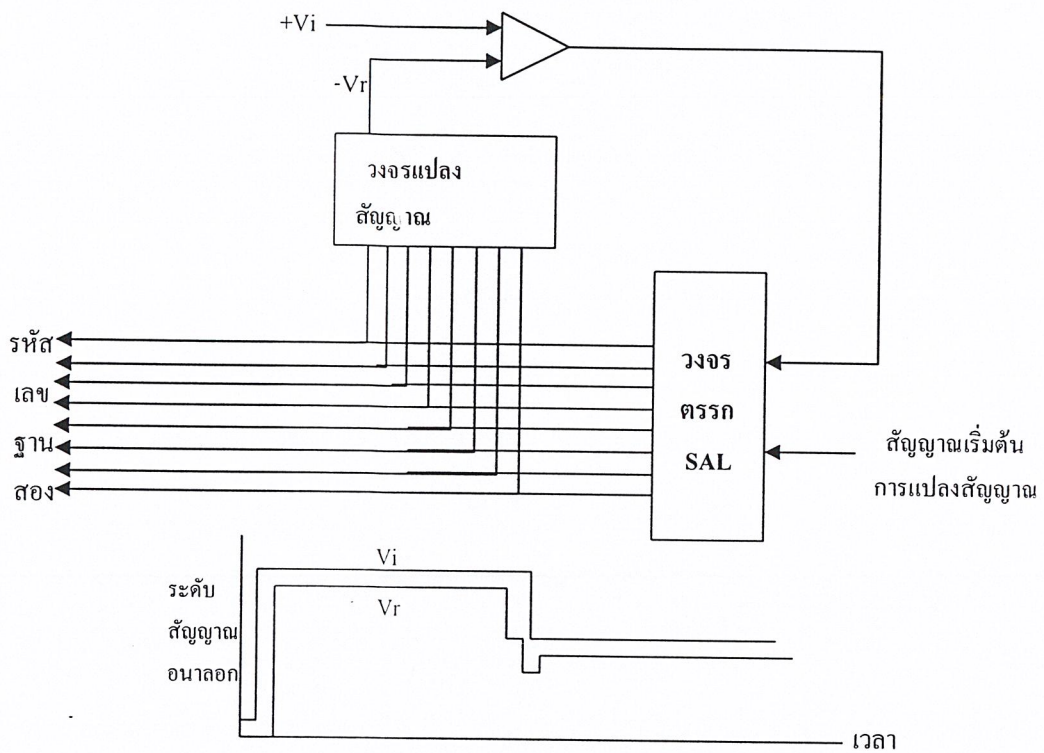 +Vi
-Vr
วงจรแปลง
สัญญาณ
รหัส
เลข
ฐาน
สอง
วงจร
ตรรก
SAL
สัญญาณเริ่มต้น
การแปลงสัญญาณ
Vi
Vr
ระดับ
สัญญาณ
อนาลอก
เวลา